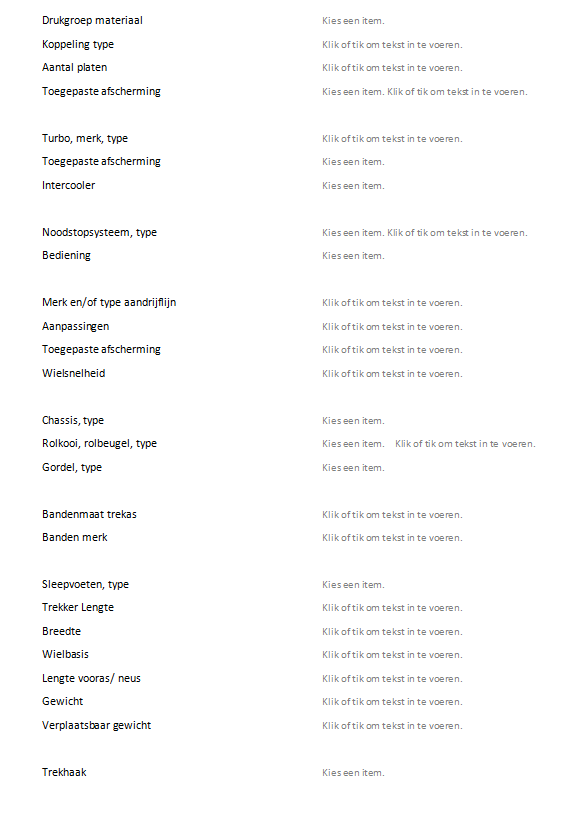 Drukgroep materiaal Kies een item.
Koppeling type Klik of tik om tekst in te voeren.
Aantal platen Klik of tik om tekst in te voeren.
Toegepaste afscherming Kies een item. Klik of tik om tekst in te voeren.
Turbo, merk, type Klik of tik om tekst in te voeren.
Toegepaste afscherming Kies een item.
Intercooler Kies een item.
Noodstopsysteem, type Kies een item. Klik of tik om tekst in te voeren.
Bediening Kies een item.
Merk en/of type aandrijflijn Klik of tik om tekst in te voeren.
Aanpassingen Klik of tik om tekst in te voeren.
Toegepaste afscherming Klik of tik om tekst in te voeren.
Wielsnelheid Klik of tik om tekst in te voeren.
Chassis, type Kies een item.
Rolkooi, rolbeugel, type Kies een item. Klik of tik om tekst in te voeren.
Gordel, type Kies een item.
Bandenmaat trekas Klik of tik om tekst in te voeren.
Banden merk Klik of tik om tekst in te voeren.
Sleepvoeten, type Kies een item.
Trekker Lengte Klik of tik om tekst in te voeren.
Breedte Klik of tik om tekst in te voeren.
Wielbasis Klik of tik om tekst in te voeren.
Lengte vooras/ neus Klik of tik om tekst in te voeren.
Gewicht Klik of tik om tekst in te voeren.
Verplaatsbaar gewicht Klik of tik om tekst in te voeren.
Trekhaak Kies een item.